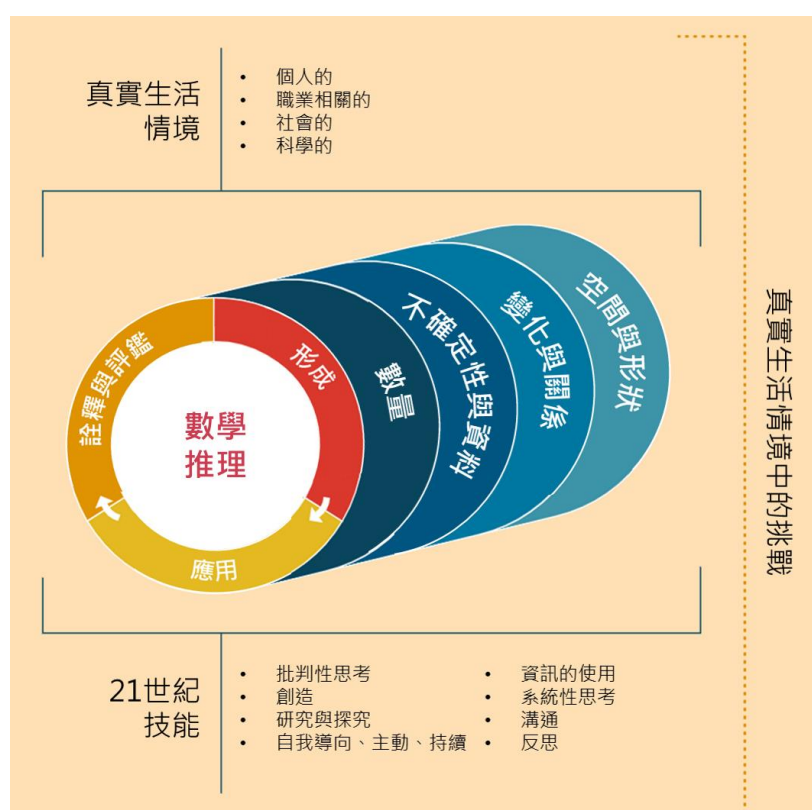 真實生活
情境
• 個人的
• 職業相關的
• 社會的
• 科學的
詮釋與評鑑
形成
應用
數學
推理
數量
不確定性與資料
變化與關係
空間與形狀
真實生活情境中的挑戰
21世紀
技能
• 批判性思考
• 創造
• 研究與探究
• 自我導向、主動、持續
• 資訊的使用
• 系統性思考
• 溝通
• 反思